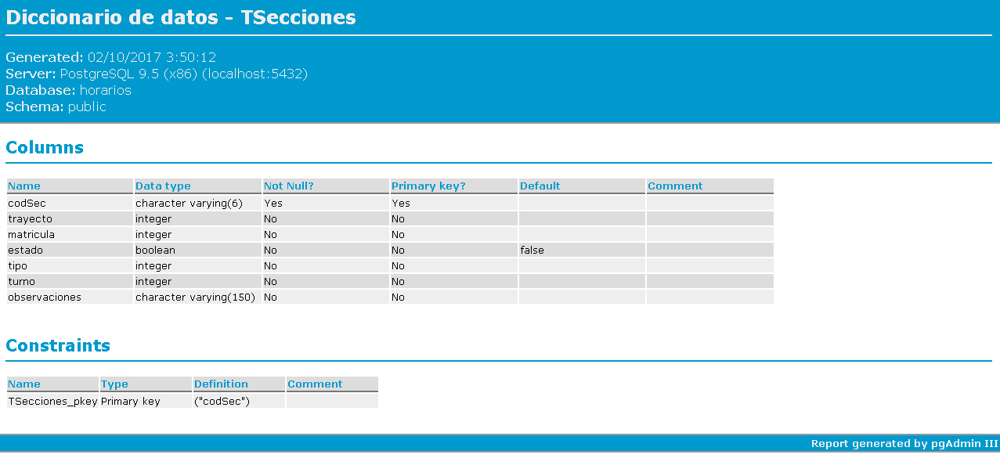 Diccionario de datos - TSecciones
Generated: 02/10/2017 3:50:12
Server: PostgreSQL 9.5 (x86) (localhost:5432)
Database: horarios
Schema: public
Columns
Name Data type Not Null? Primary key? Default Comment
codSec character varying(6) Yes Yes
trayecto integer No No
matricula integer No No
estado boolean No No false
tipo integer No No
turno integer No No
observaciones character varying(150) No No
Constraints
Name Type Definition Comment
TSecciones_pkey Primary key ("codSec")
Report generated by pgAdmin III